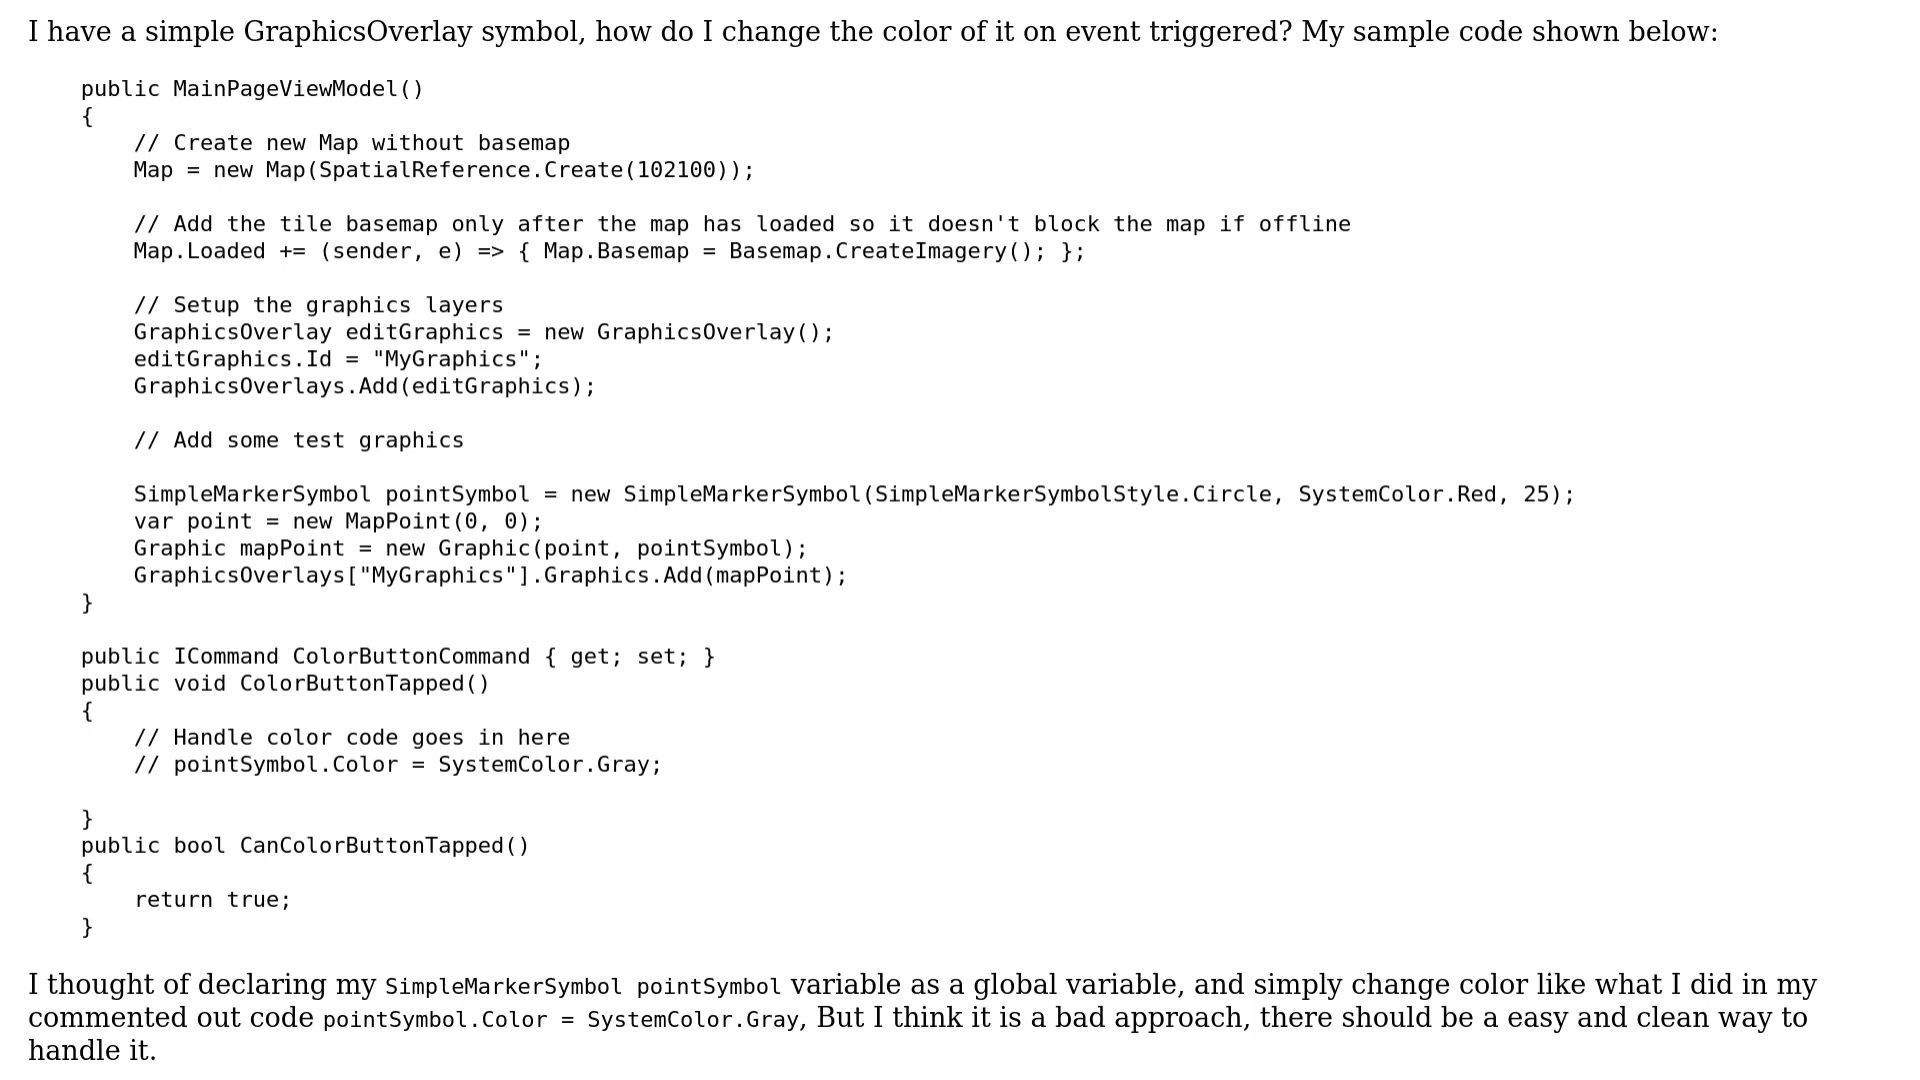 I have a simple GraphicsOverlay symbol, how do I change the color of it on event triggered? My sample code shown below:
public MainPageViewModel()
{
    // Create new Map without basemap
    Map = new Map(SpatialReference.Create(102100));

    // Add the tile basemap only after the map has loaded so it doesn't block the map if offline
    Map.Loaded += (sender, e) => { Map.Basemap = Basemap.CreateImagery(); };

    // Setup the graphics layers
    GraphicsOverlay editGraphics = new GraphicsOverlay();
    editGraphics.Id = "MyGraphics";
    GraphicsOverlays.Add(editGraphics);

    // Add some test graphics

    SimpleMarkerSymbol pointSymbol = new SimpleMarkerSymbol(SimpleMarkerSymbolStyle.Circle, SystemColor.Red, 25);
    var point = new MapPoint(0, 0);
    Graphic mapPoint = new Graphic(point, pointSymbol);
    GraphicsOverlays["MyGraphics"].Graphics.Add(mapPoint);
}

public ICommand ColorButtonCommand { get; set; }
public void ColorButtonTapped()
{
    // Handle color code goes in here
    // pointSymbol.Color = SystemColor.Gray;

}
public bool CanColorButtonTapped()
{
    return true;
}
I thought of declaring my SimpleMarkerSymbol pointSymbol variable as a global variable, and simply change color like what I did in my
commented out code pointSymbol.Color = SystemColor.Gray, But I think it is a bad approach, there should be a easy and clean way to
handle it.